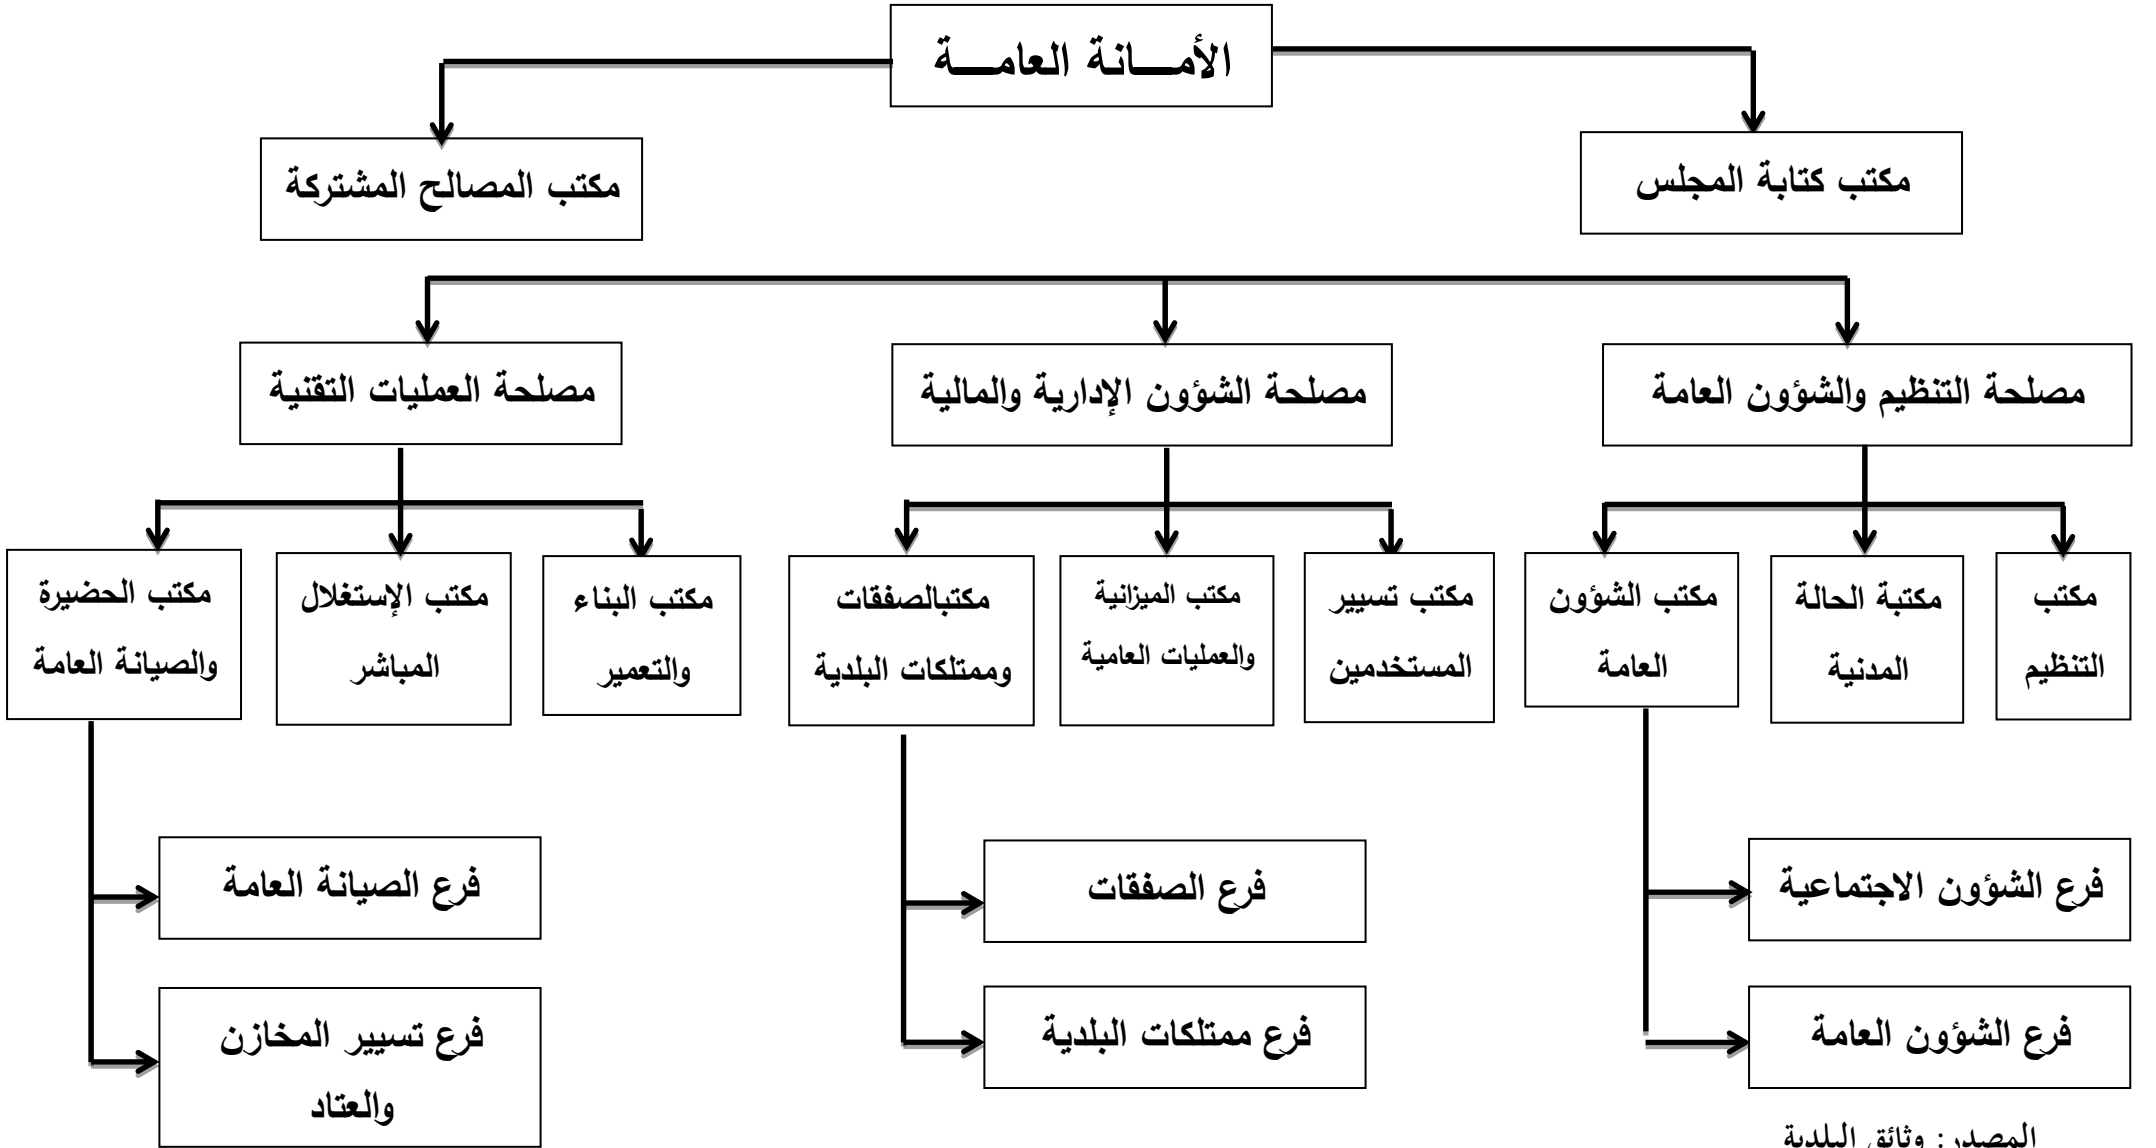 الأمـــانة العامـــة
مكتب كتابة المجلس
مكتب المصالح المشتركة
مصلحة التنظيم والشؤون العامة
مصلحة الشؤون الإدارية والمالية
مصلحة العمليات التقنية
مكتب
التنظيم
مكتبة الحالة
المدنية
مكتب الشؤون
العامة
مكتب تسيير
المستخدمين
مكتب الميزانية
والعمليات العامية
مكتبالصفقات
وممتلكات البلدية
مكتب البناء
والتعمير
مكتب الإستغلال
المباشر
مكتب الحضيرة
والصيانة العامة
فرع الشؤون الاجتماعية
فرع الصفقات
فرع الصيانة العامة
فرع الشؤون العامة
فرع ممتلكات البلدية
فرع تسيير المخازن
والعتاد
المصدر: وثائق البلدية